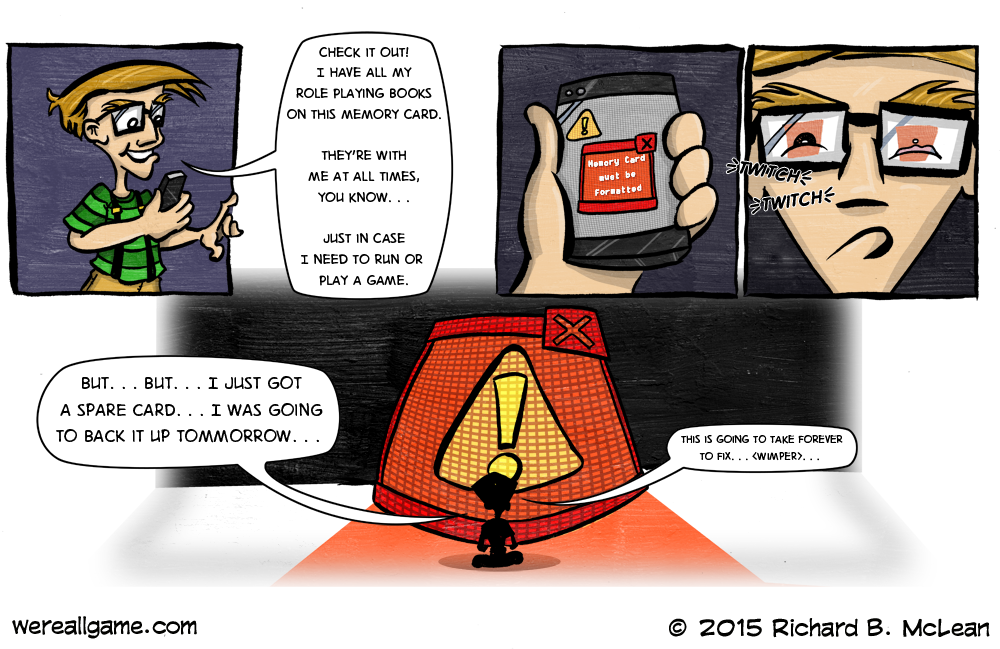 CHECK IT OUT!
I HAVE ALL MY
ROLE PLAYING BOOKS
ON THIS MEMORY CARD.
THEY'RE WITH
ME AT ALL TIMES,
YOU KNOW. . .
JUST IN CASE
I NEED TO RUN OR
PLAY A GAME.
!
X
Memory Card
must be
Formatted
TWITCH
TWITCH
X
!
BUT. . . BUT. . . I JUST GOT
A SPARE CARD. . . I WAS GOING
TO BACK IT UP TOMMORROW. . .
THIS IS GOING TO TAKE FOREVER
TO FIX. . . <WIMPER>. . .
wereallgame.com
© 2015 Richard B. McLean